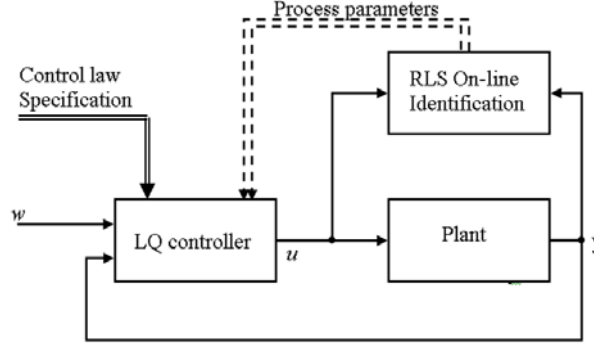 Process parameters
Control law
Specification
RLS On-line
Identification
w
LQ controller
u
Plant
y